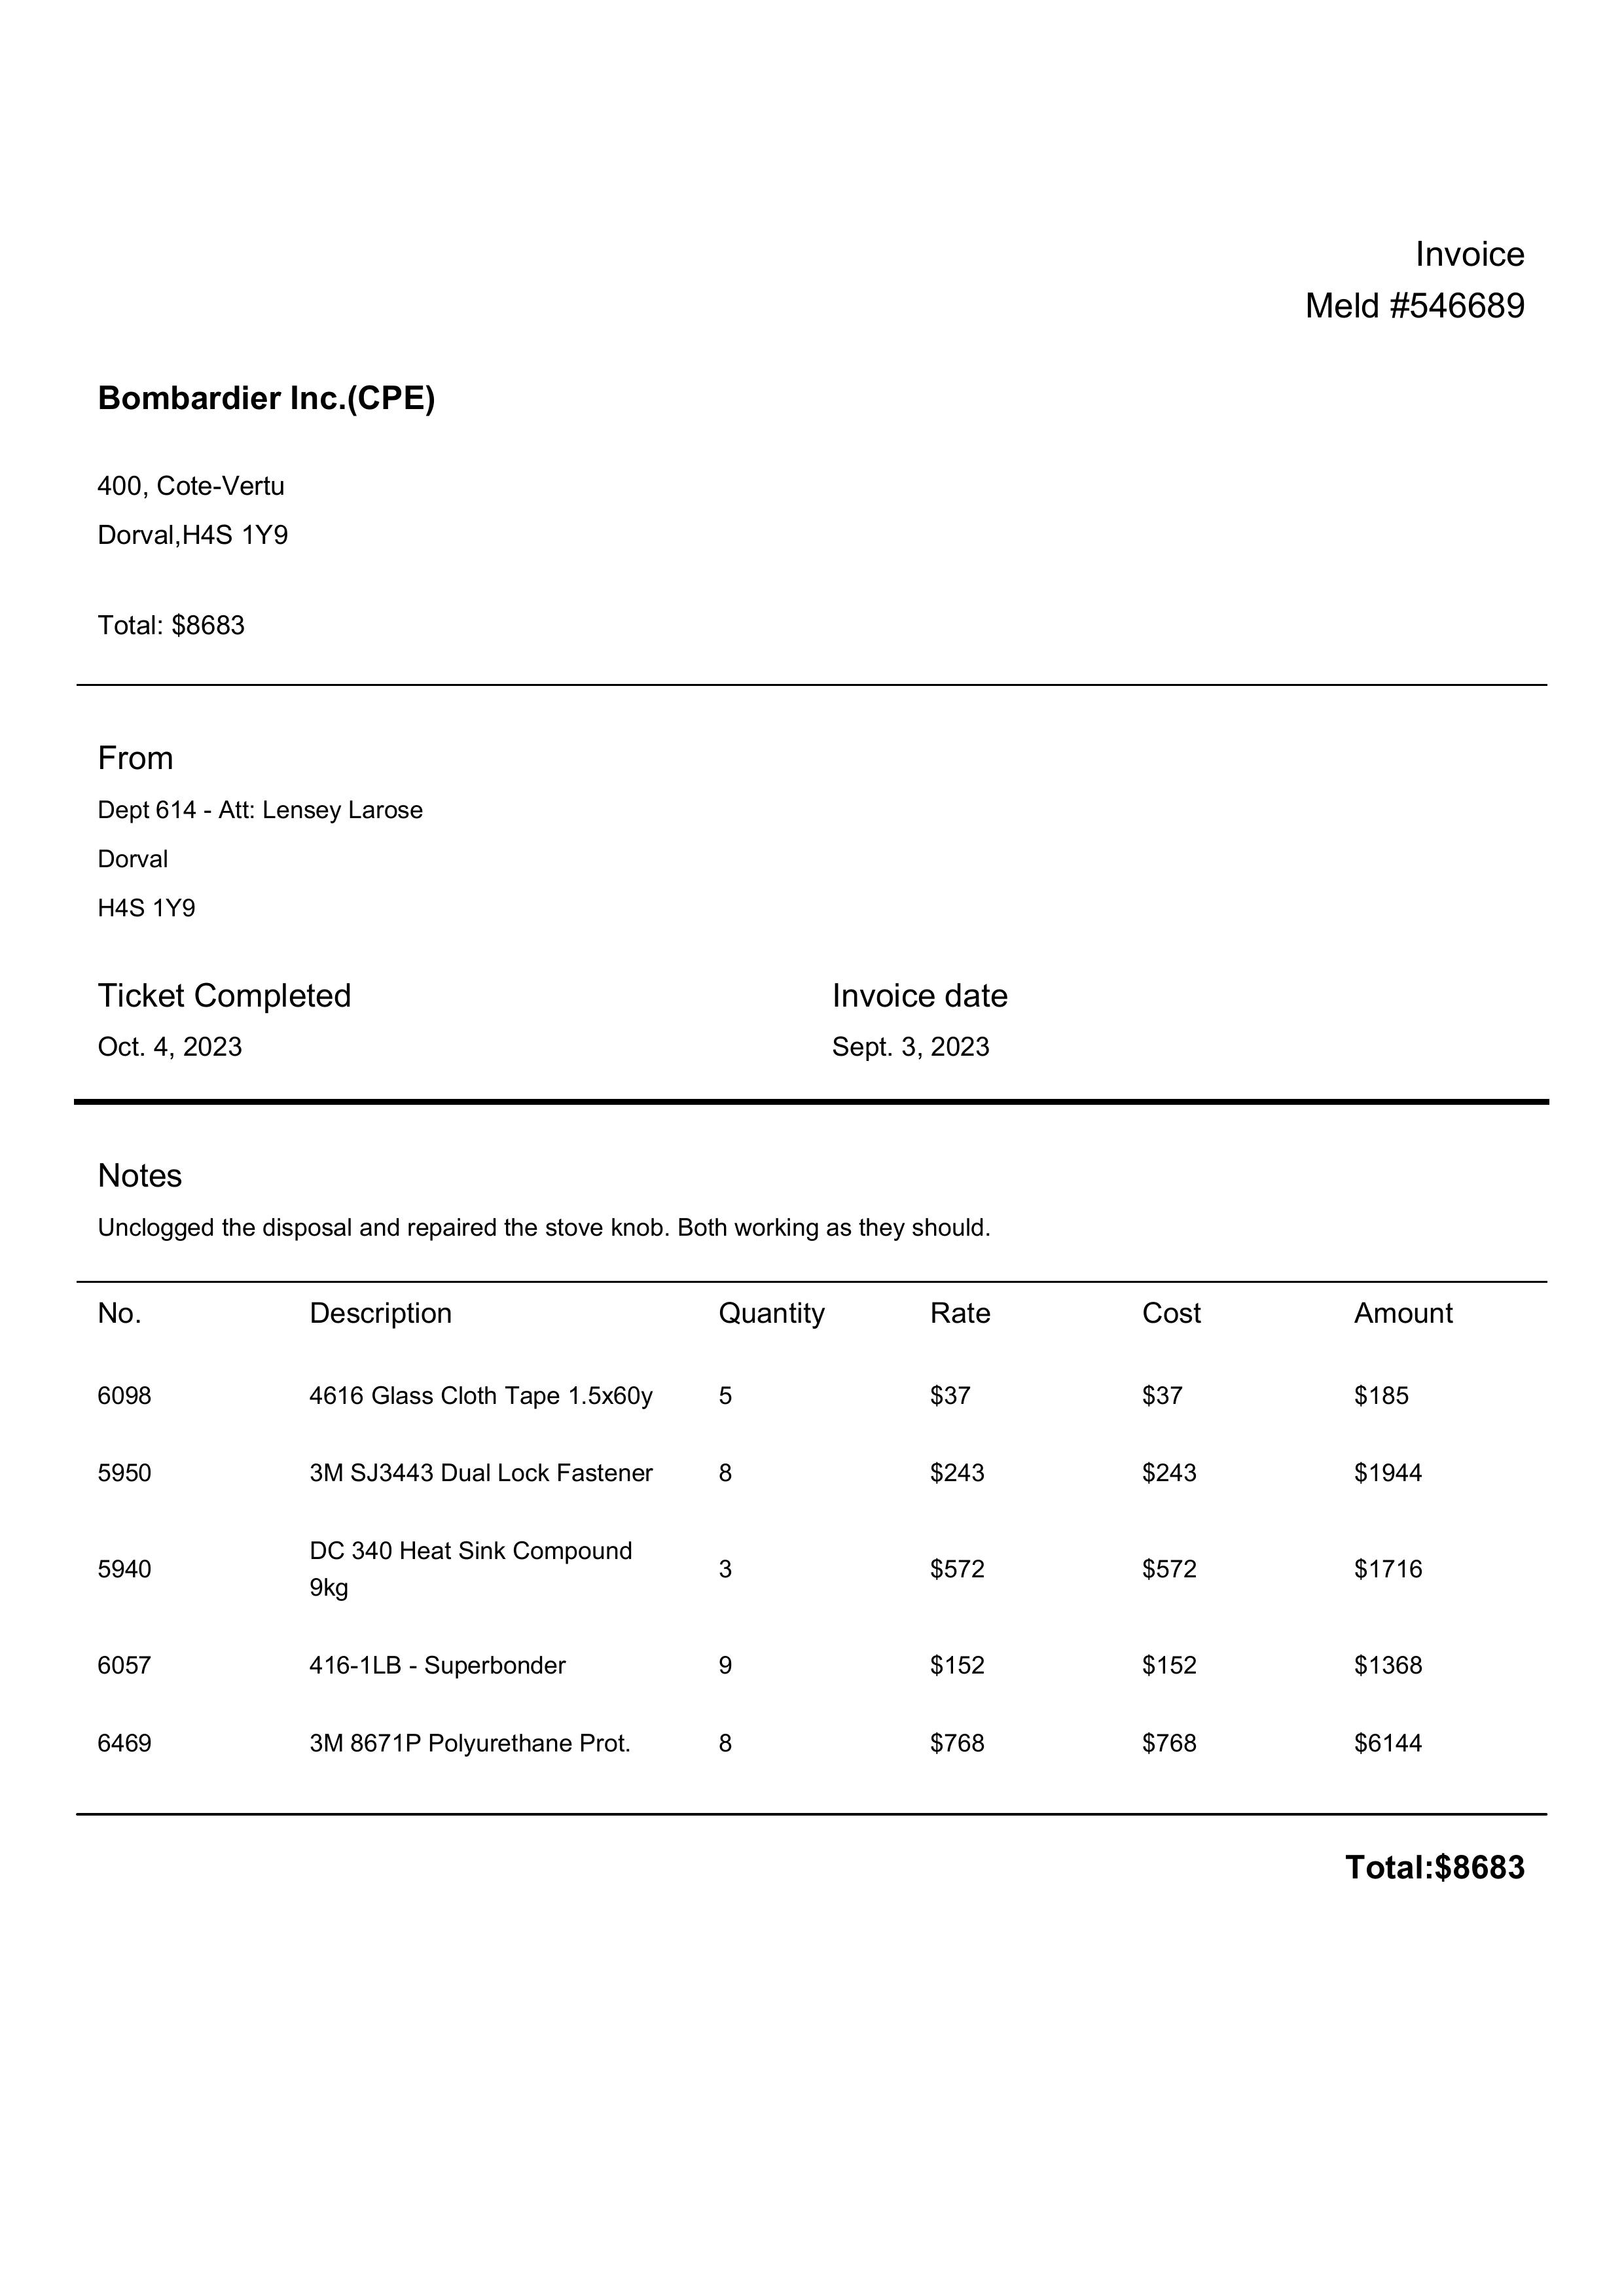 Invoice
Meld #546689
Bombardier Inc.(CPE)
400, Cote-Vertu
Dorval,H4S 1Y9
Total: $8683
From
Dept 614 - Att: Lensey Larose
Dorval
H4S 1Y9
Ticket Completed Invoice date
Oct. 4, 2023 Sept. 3, 2023
Notes
Unclogged the disposal and repaired the stove knob. Both working as they should.
No. Description Quantity Rate Cost Amount
6098 4616 Glass Cloth Tape 1.5x60y 5 $37 $37 $185
5950 3M SJ3443 Dual Lock Fastener 8 $243 $243 $1944
5940 DC 340 Heat Sink Compound 3 $572 $572 $1716
9kg
6057 416-1LB - Superbonder 9 $152 $152 $1368
6469 3M 8671P Polyurethane Prot. 8 $768 $768 $6144
Total:$8683